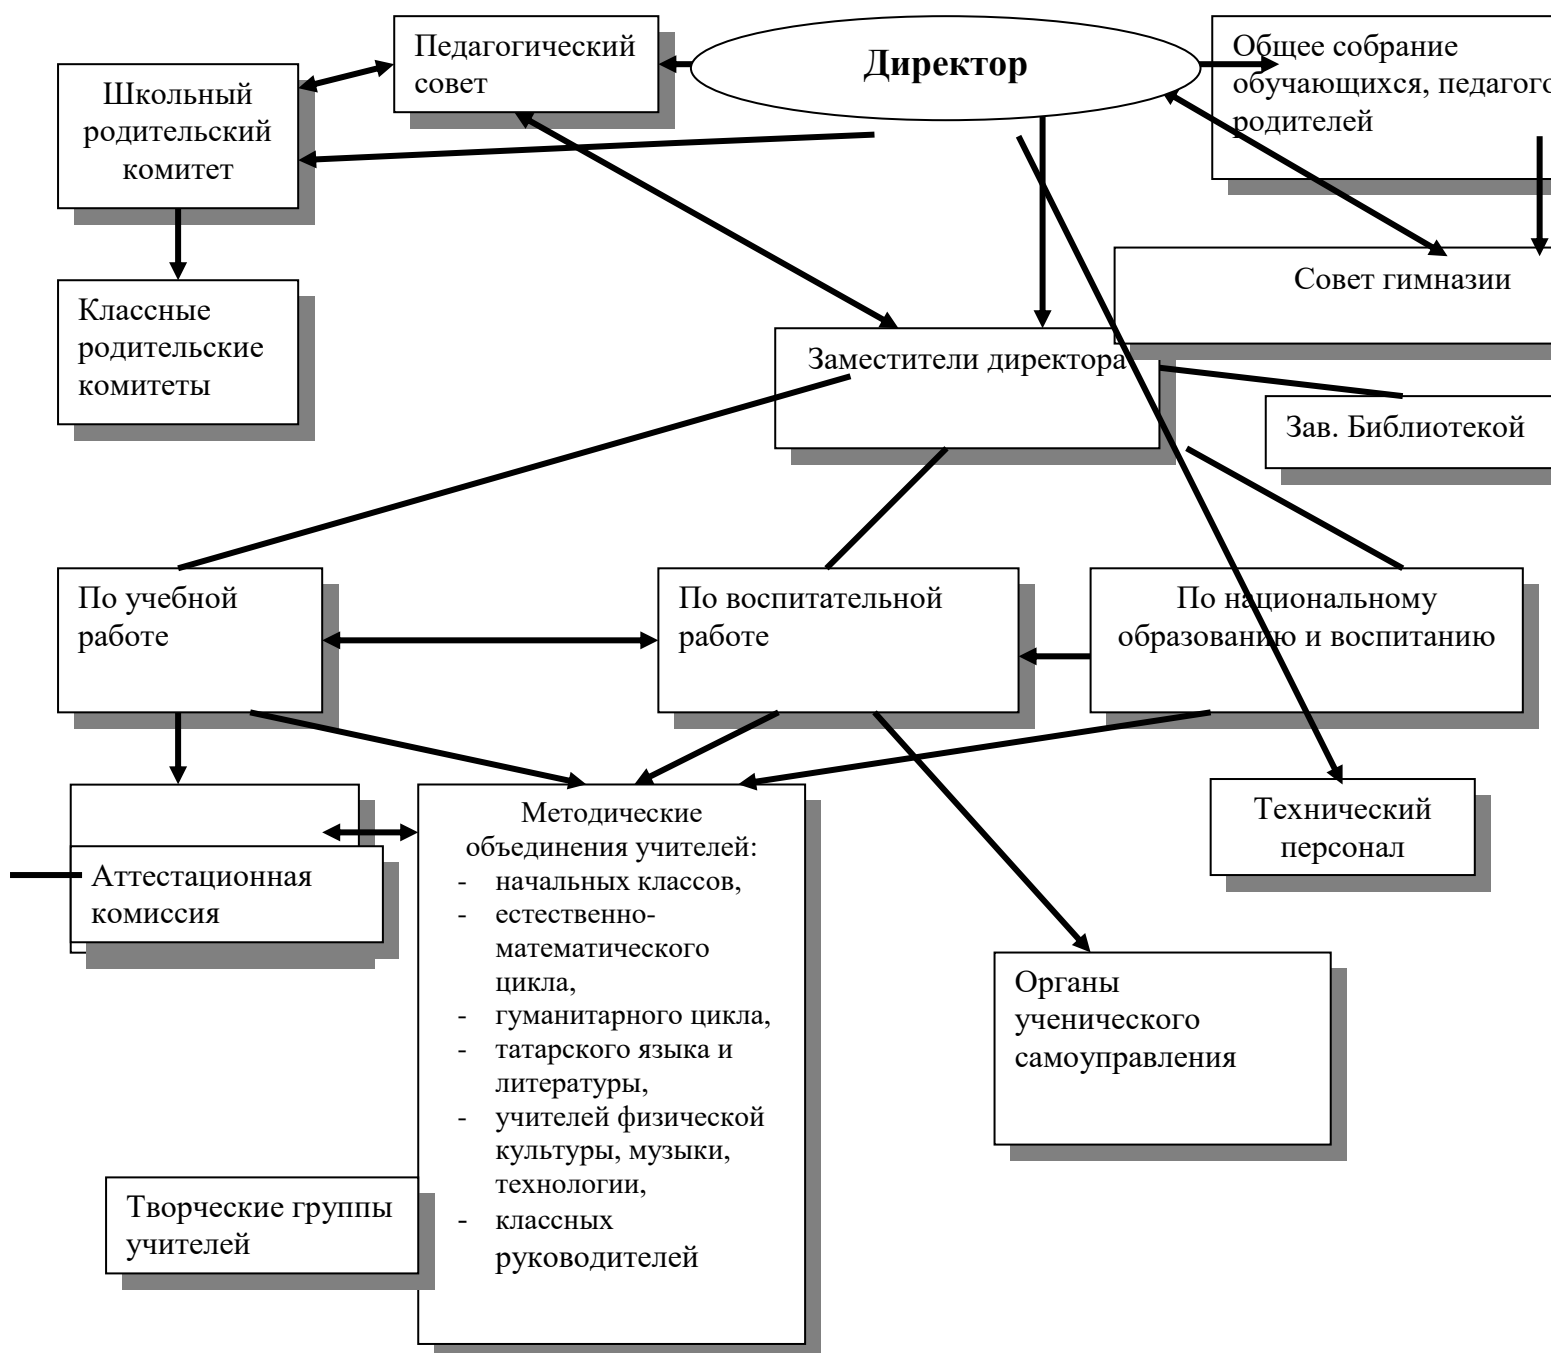 Педагогический
совет
Директор
Общее собрание
обучающихся, педагого
родителей
Школьный
родительский
комитет
Совет гимназии
Классные
родительские
комитеты
Заместители директора
Зав. Библиотекой
По учебной
работе
По воспитательной
работе
По национальному
образованию и воспитанию
Технический
персонал
Аттестационная
комиссия
Методические
объединения учителей:
- начальных классов,
- естественно-
математического
цикла,
- гуманитарного цикла,
- татарского языка и
литературы,
- учителей физической
культуры, музыки,
технологии,
- классных
руководителей
Органы
ученического
самоуправления
Творческие группы
учителей